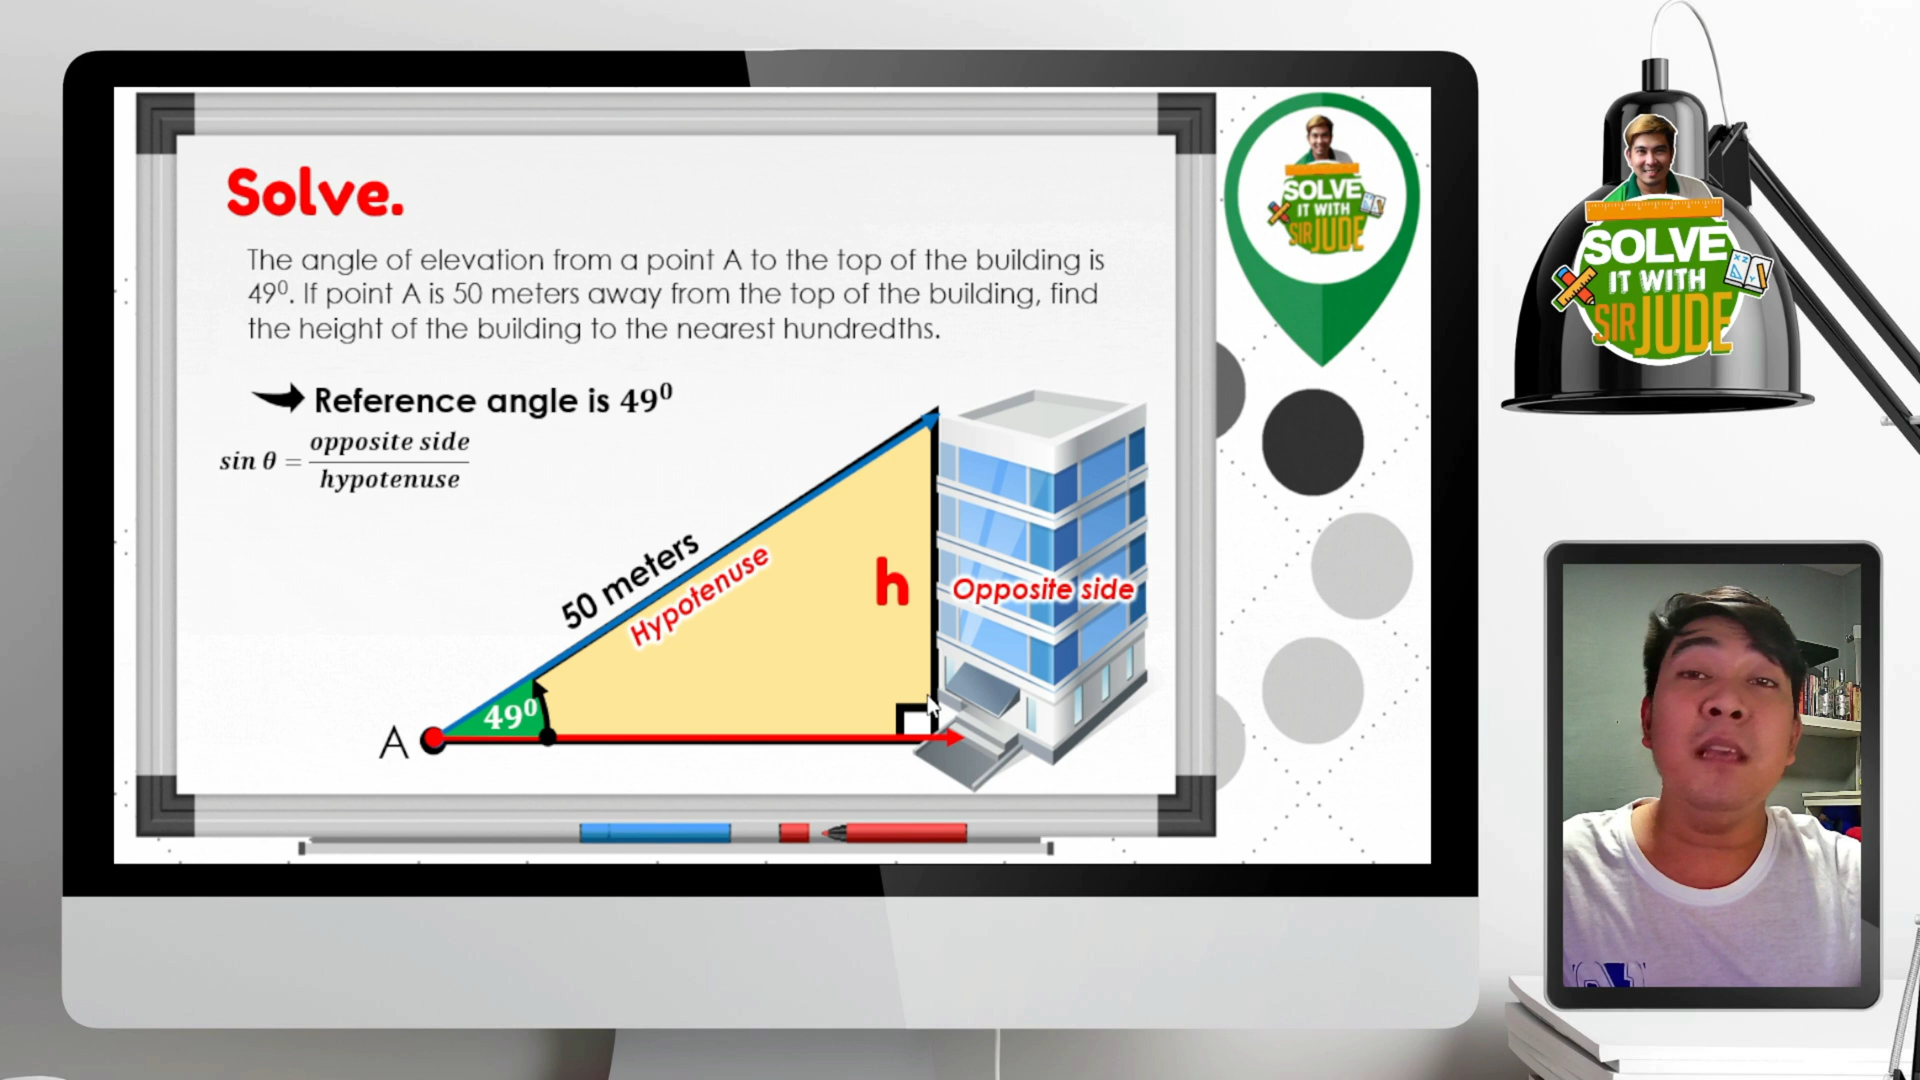 Solve.
The angle of elevation from a point A to the top of the building is
49⁰. If point A is 50 meters away from the top of the building, find
the height of the building to the nearest hundredths.
Reference angle is 49⁰
sin θ = opposite side
hypotenuse
50 meters
Hypotenuse
h
Opposite side
49⁰
A
SOLVE
IT WITH
SIR JUDE
SOLVE
IT WITH
SIR JUDE